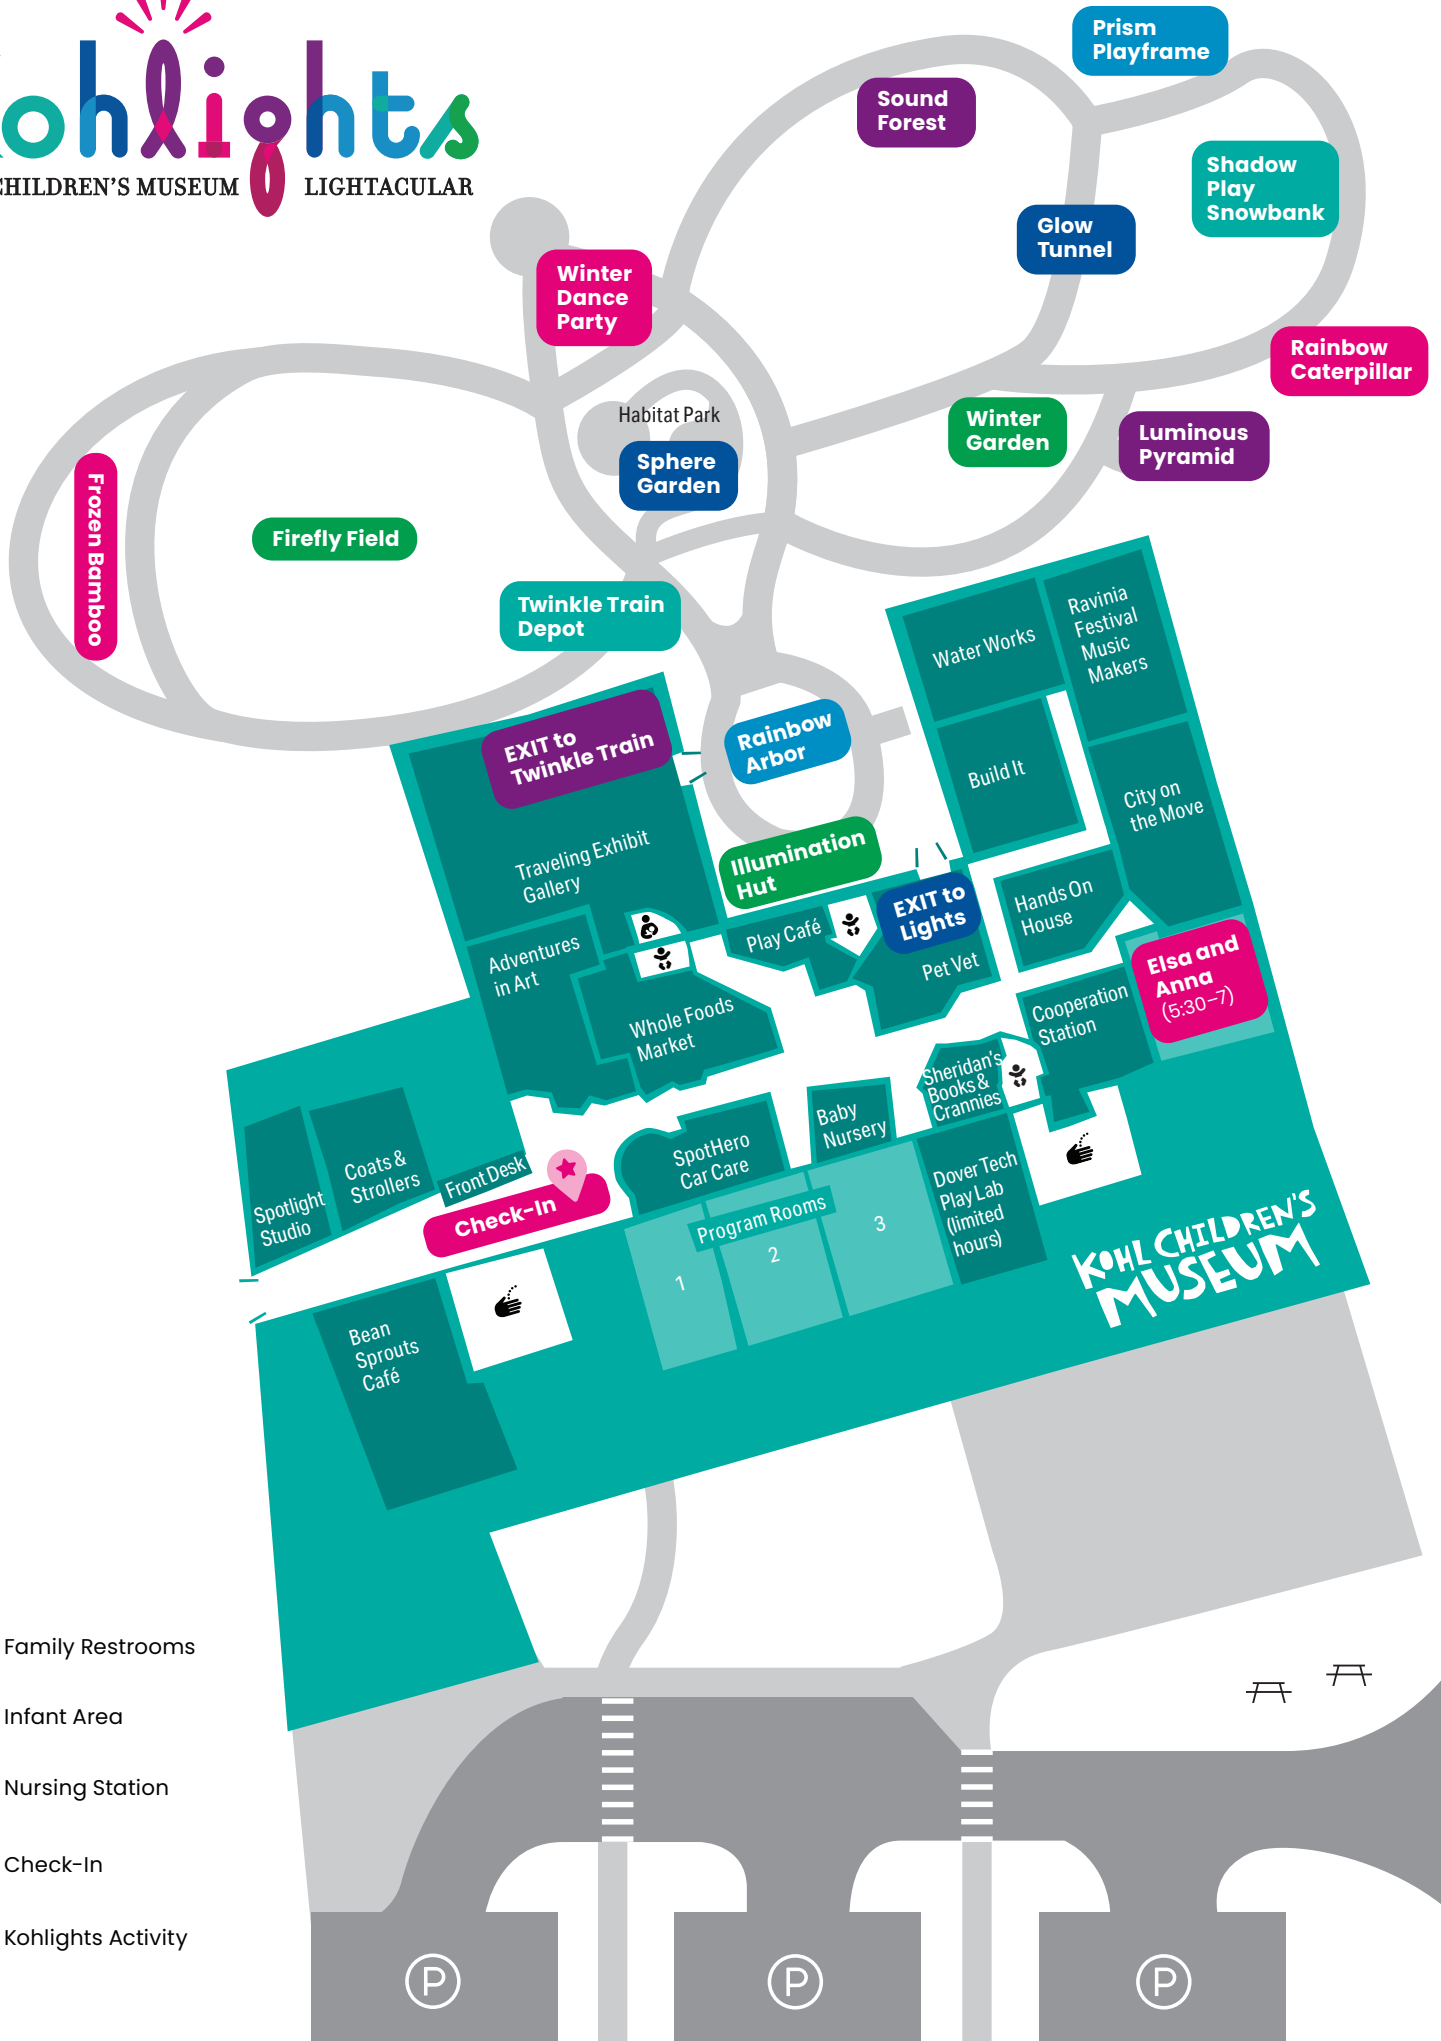 ohlights
CHILDREN'S MUSEUM LIGHTACULAR
Prism
Playframe
Sound
Forest
Shadow
Play
Snowbank
Glow
Tunnel
Winter
Dance
Party
Rainbow
Caterpillar
Habitat Park
Winter
Garden
Luminous
Pyramid
Sphere
Garden
Frozen Bamboo
Firefly Field
Twinkle Train
Depot
Water Works
Ravinia
Festival
Music
Makers
EXIT to
Twinkle Train
Rainbow
Arbor
Build It
City on
the Move
Traveling Exhibit
Gallery
Illumination
Hut
Hands On
House
EXIT to
Lights
Play Café
Pet Vet
Adventures
in Art
Elsa and
Anna
(5:30–7)
Whole Foods
Market
Cooperation
Station
Sheridan's
Books &
Crannies
Baby
Nursery
SpotHero
Car Care
Coats &
Strollers
Front Desk
Spotlight
Studio
Check-In
Program Rooms
1
2
3
Dover Tech
Play Lab
(limited
hours)
KOHL CHILDREN'S
MUSEUM
Bean
Sprouts
Café
Family Restrooms
Infant Area
Nursing Station
Check-In
Kohlights Activity
P
P
P